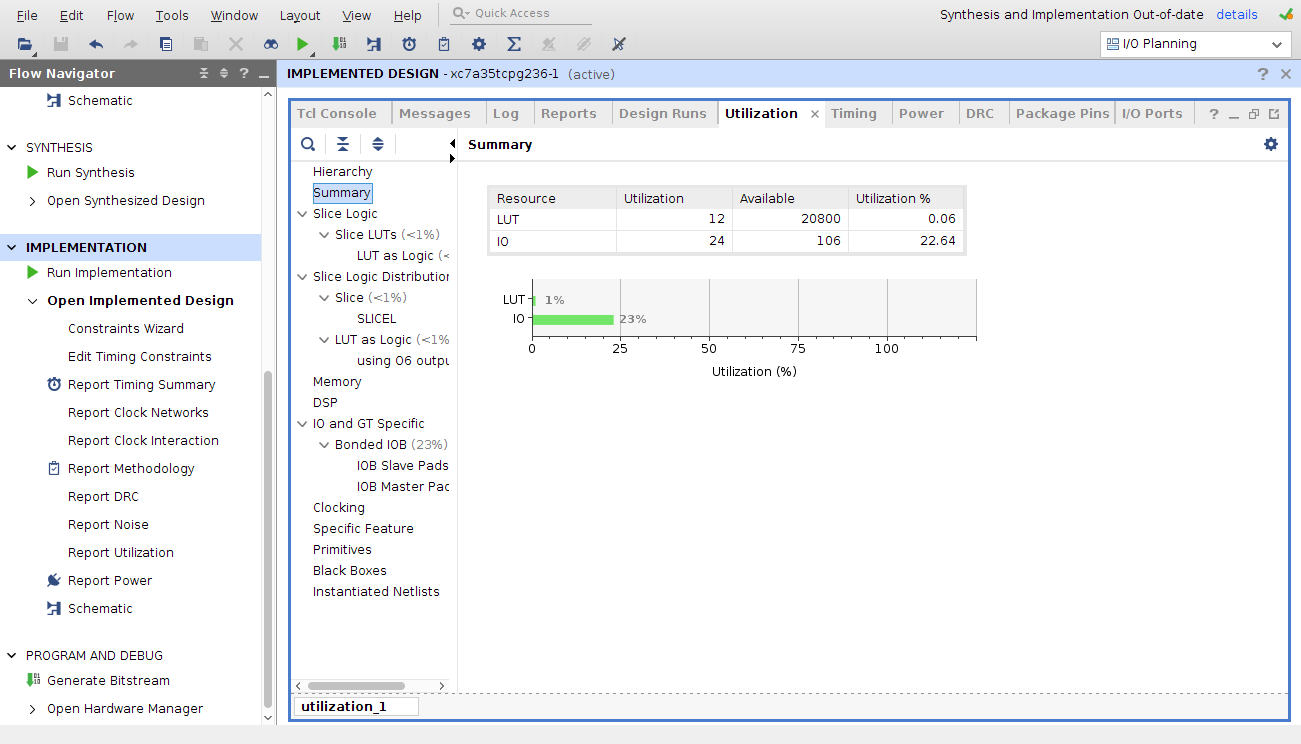 File Edit Flow Tools Window Layout View Help Quick Access Synthesis and Implementation Out-of-date details
I/O Planning
Flow Navigator
IMPLEMENTED DESIGN - xc7a35tcpg236-1 (active)
Schematic
SYNTHESIS
Run Synthesis
Open Synthesized Design
IMPLEMENTATION
Run Implementation
Open Implemented Design
Constraints Wizard
Edit Timing Constraints
Report Timing Summary
Report Clock Networks
Report Clock Interaction
Report Methodology
Report DRC
Report Noise
Report Utilization
Report Power
Schematic
PROGRAM AND DEBUG
Generate Bitstream
Open Hardware Manager
Tcl Console Messages Log Reports Design Runs Utilization Timing Power DRC Package Pins I/O Ports
Hierarchy
Summary
Slice Logic
Slice LUTs (<1%)
LUT as Logic (<
Slice Logic Distribution
Slice (<1%)
SLICEL
LUT as Logic (<1%
using O6 outpu
Memory
DSP
IO and GT Specific
Bonded IOB (23%)
IOB Slave Pads
IOB Master Pad
Clocking
Specific Feature
Primitives
Black Boxes
Instantiated Netlists
Summary
Resource Utilization Available Utilization %
LUT 12 20800 0.06
IO 24 106 22.64
LUT 1%
IO 23%
0 25 50 75 100
Utilization (%)
utilization_1